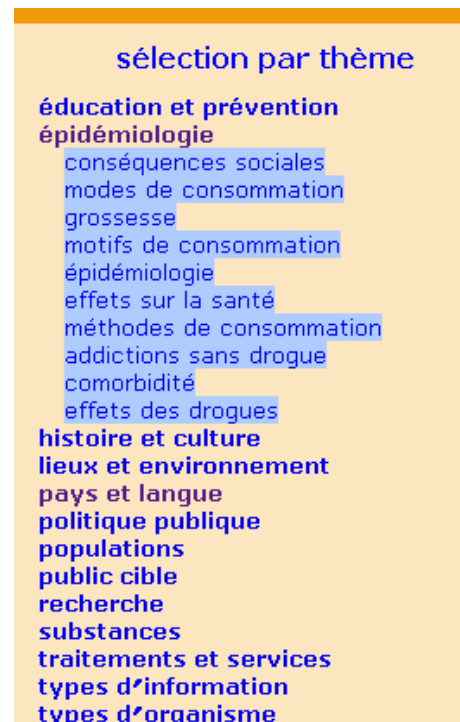 sélection par thème
éducation et prévention
épidémiologie
conséquences sociales
modes de consommation
grossesse
motifs de consommation
épidémiologie
effets sur la santé
méthodes de consommation
addictions sans drogue
comorbidité
effets des drogues
histoire et culture
lieux et environnement
pays et langue
politique publique
populations
public cible
recherche
substances
traitements et services
types d'information
types d'organisme